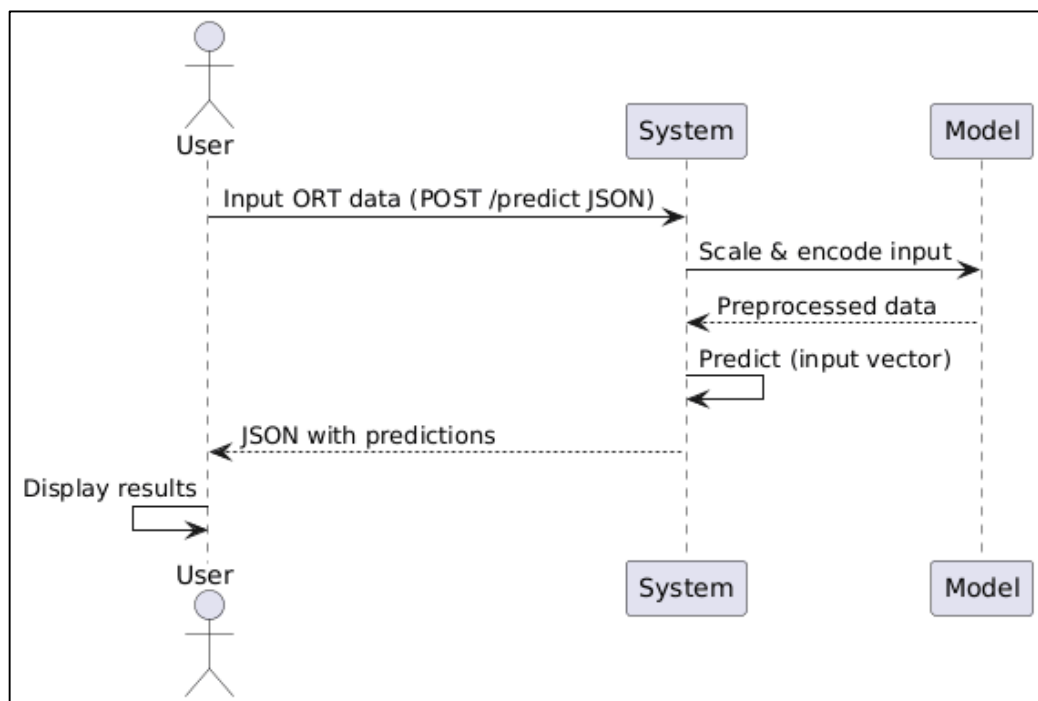 User
System
Model
Input ORT data (POST /predict JSON)
Scale & encode input
Preprocessed data
Predict (input vector)
JSON with predictions
Display results
User
System
Model